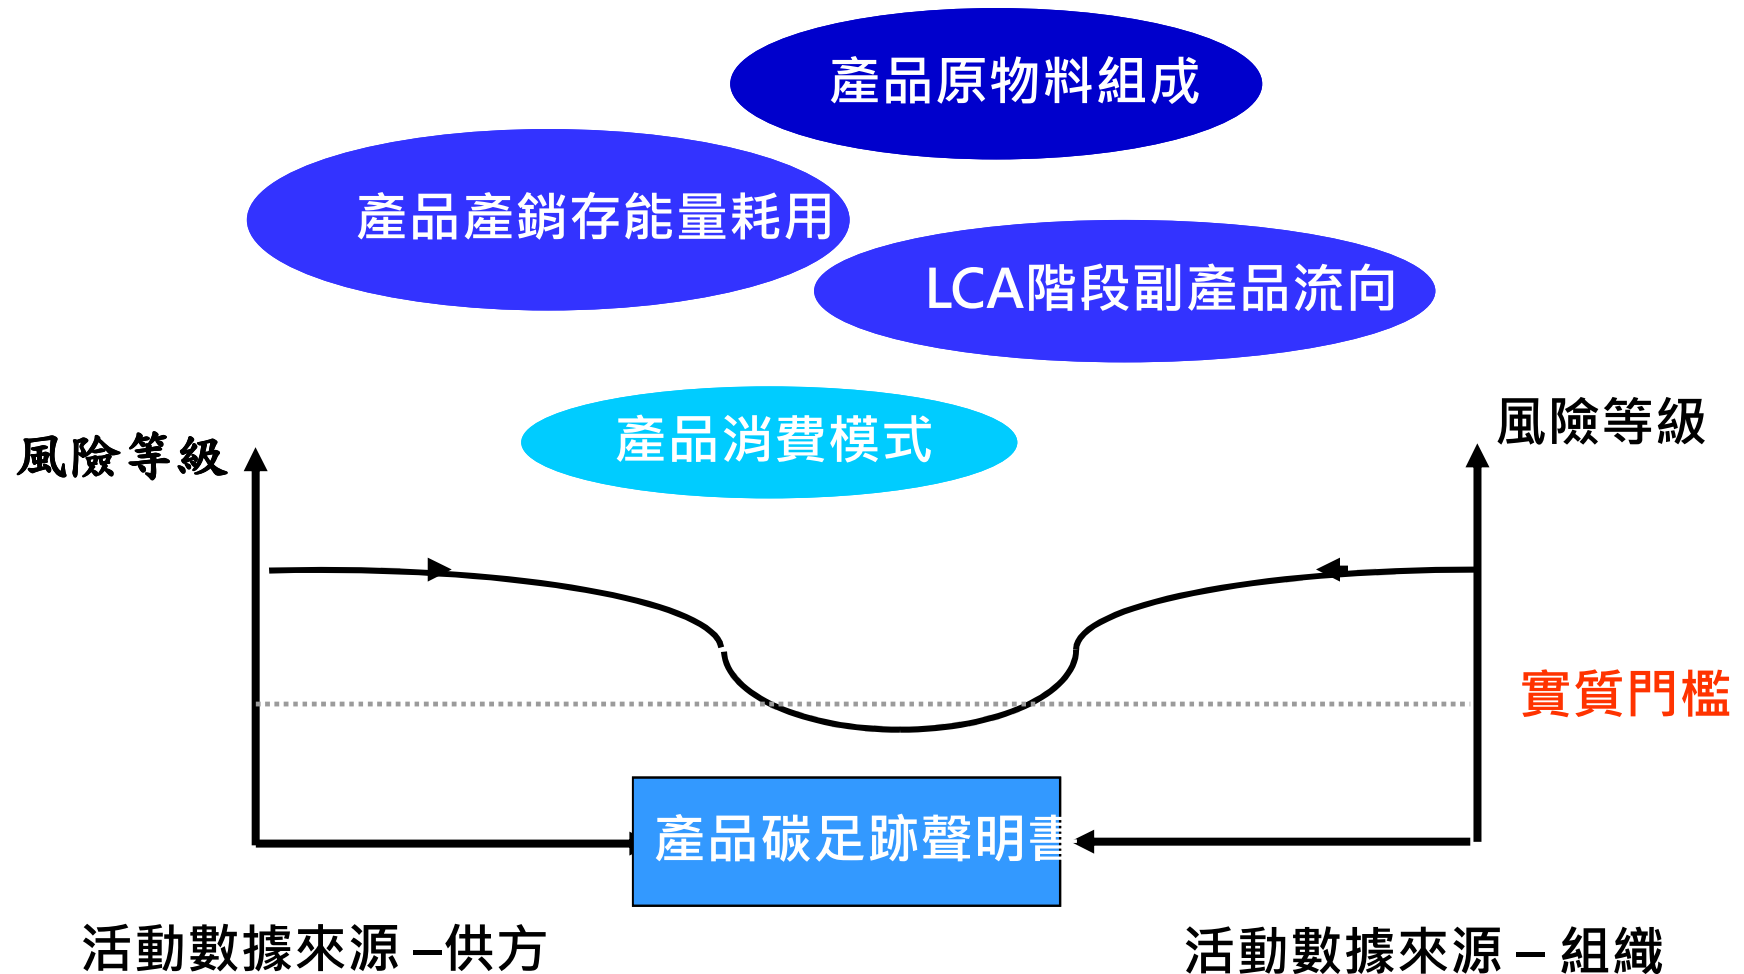 產品原物料組成
產品產銷存能量耗用
LCA階段副產品流向
產品消費模式
風險等級
風險等級
實質門檻
產品碳足跡聲明書
活動數據來源 –供方
活動數據來源 – 組織